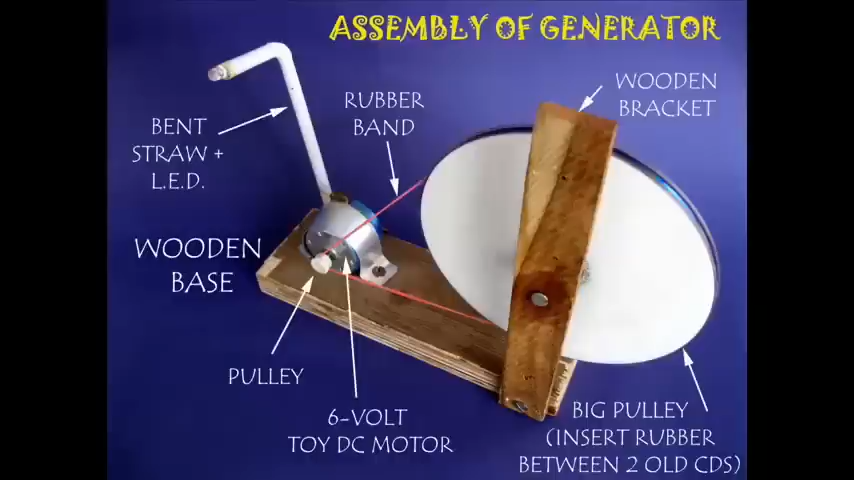 ASSEMBLY OF GENERATOR
WOODEN
BRACKET
RUBBER
BAND
BENT
STRAW +
L.E.D.
WOODEN
BASE
PULLEY
6-VOLT
TOY DC MOTOR
BIG PULLEY
(INSERT RUBBER
BETWEEN 2 OLD CDS)